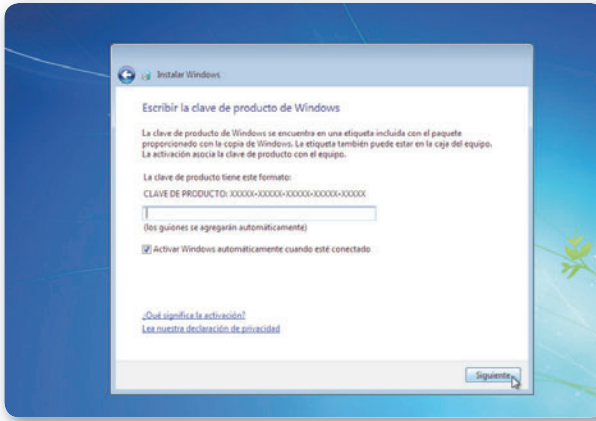 Instalar Windows
Escribir la clave de producto de Windows
La clave de producto de Windows se encuentra en una etiqueta incluida con el paquete
proporcionado con la copia de Windows. La etiqueta también puede estar en la caja del equipo.
La activación asocia la clave de producto con el equipo.
La clave de producto tiene este formato:
CLAVE DE PRODUCTO: XXXXX-XXXXX-XXXXX-XXXXX-XXXXX
(los guiones se agregarán automáticamente)
Activar Windows automáticamente cuando esté conectado
¿Qué significa la activación?
Lea nuestra declaración de privacidad
Siguiente